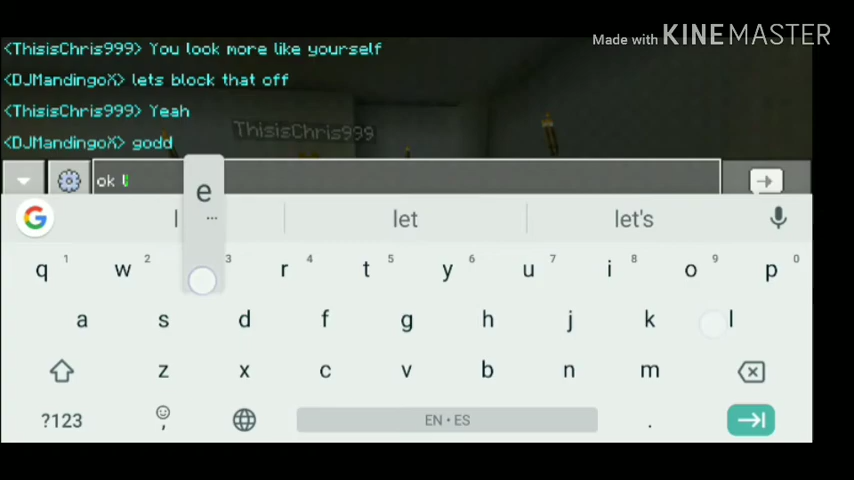 Made with KINEMASTER
<ThisisChris999> You look more like yourself
<DJMandingoX> lets block that off
<ThisisChris999> Yeah
ThisisChris999
<DJMandingoX> godd
ok l
e
...
l let let's
q 1 w 2 3 r 4 t 5 y 6 u 7 i 8 o 9 p 0
a s d f g h j k l
z x c v b n m
?123 , EN • ES .